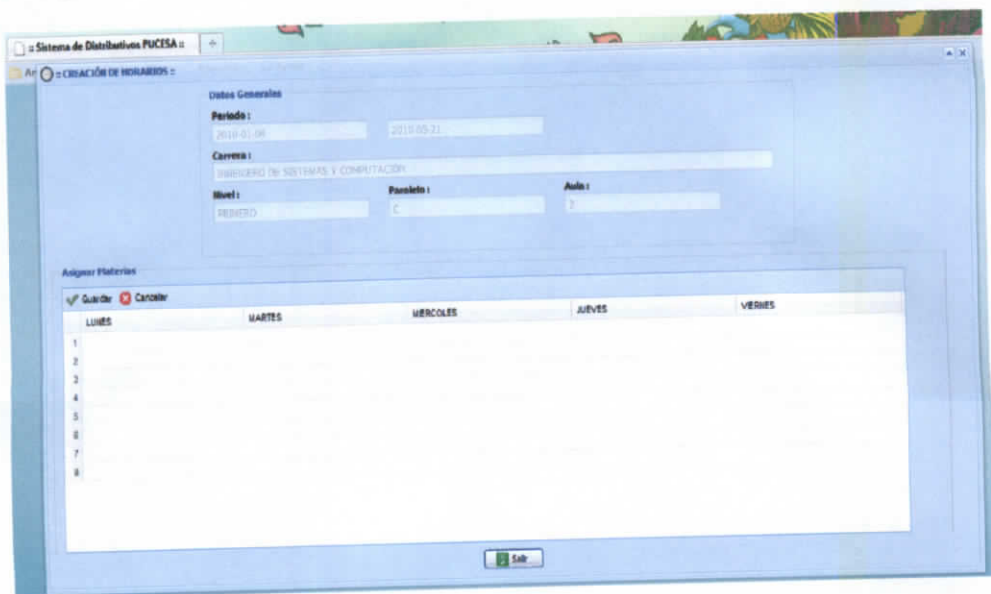 :: Sistema de Distributivos PUCESA ::
:: CREACIÓN DE HORARIOS ::
Datos Generales
Periodo :
2010-01-06 2010-05-21
Carrera :
INGENIERO DE SISTEMAS Y COMPUTACIÓN
Nivel : Paralelo : Aula :
PRIMERO C 2
Asignar Materias
Guardar Cancelar
LUNES MARTES MIERCOLES JUEVES VIERNES
1
2
3
4
5
6
7
8
Salir